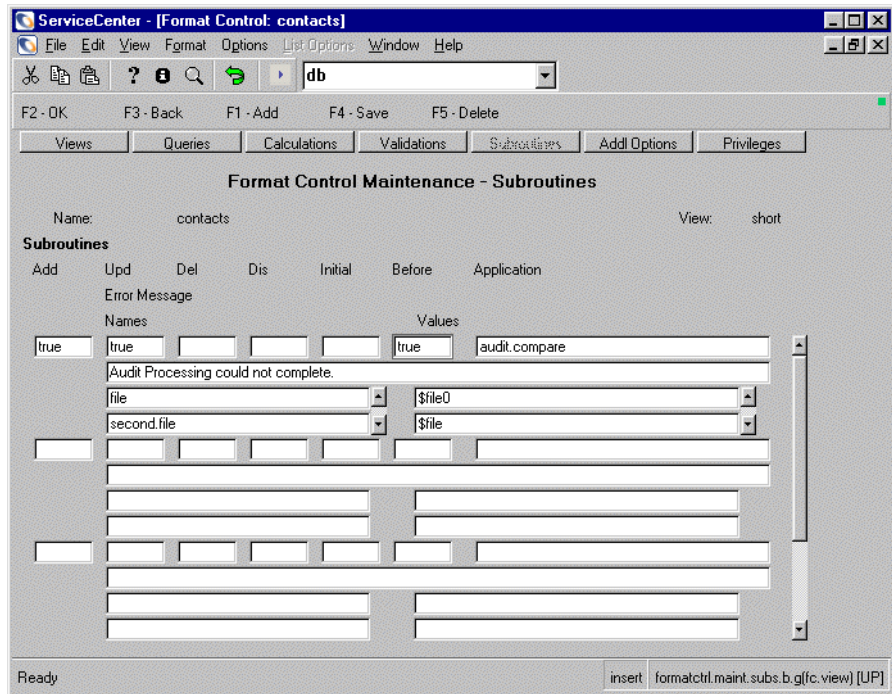 ServiceCenter - [Format Control: contacts]
File Edit View Format Options List Options Window Help
db
F2 - OK F3 - Back F1 - Add F4 - Save F5 - Delete
Views Queries Calculations Validations Subroutines Addl Options Privileges
Format Control Maintenance - Subroutines
Name: contacts View: short
Subroutines
Add Upd Del Dis Initial Before Application
Error Message
Names Values
true true true audit.compare
Audit Processing could not complete.
file $file0
second.file $file
Ready insert formatctrl.maint.subs.b.g(fc.view) [UP]